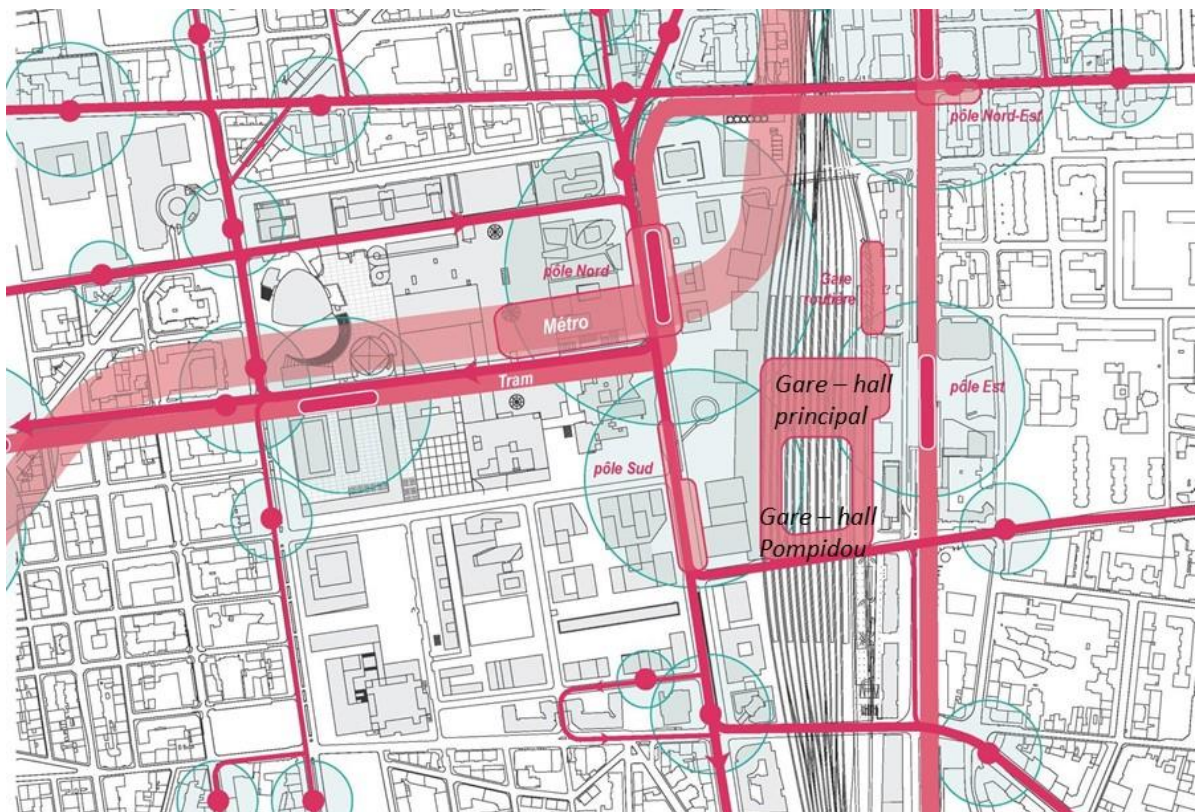 pôle Nord-Est
pôle Nord
Gare
routière
Métro
Tram
Gare – hall
principal
pôle Est
pôle Sud
Gare – hall
Pompidou